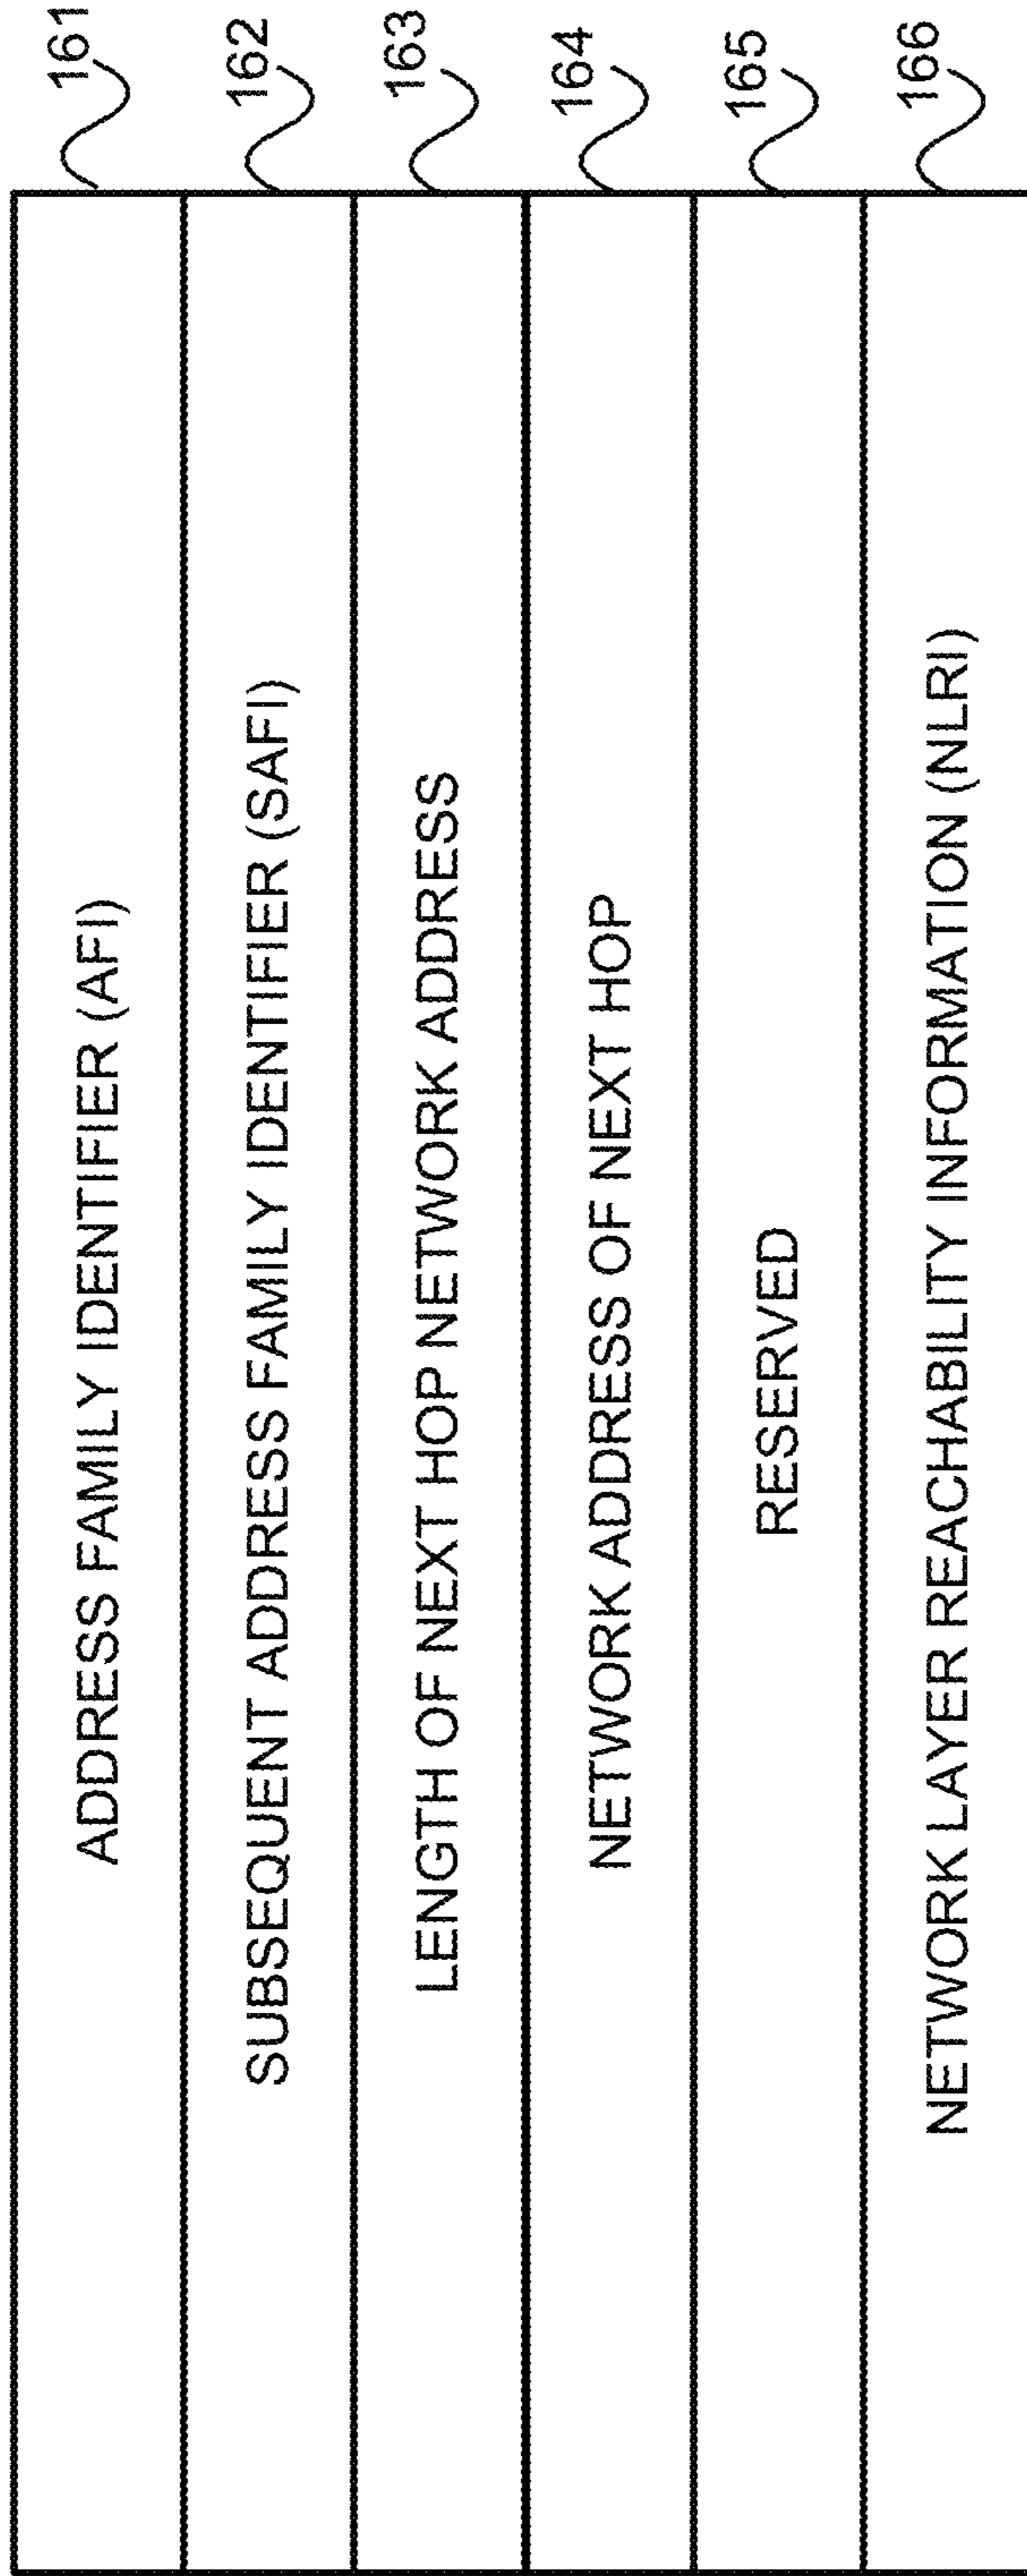 ADDRESS FAMILY IDENTIFIER (AFI) 161
SUBSEQUENT ADDRESS FAMILY IDENTIFIER (SAFI) 162
LENGTH OF NEXT HOP NETWORK ADDRESS 163
NETWORK ADDRESS OF NEXT HOP 164
RESERVED 165
NETWORK LAYER REACHABILITY INFORMATION (NLRI) 166